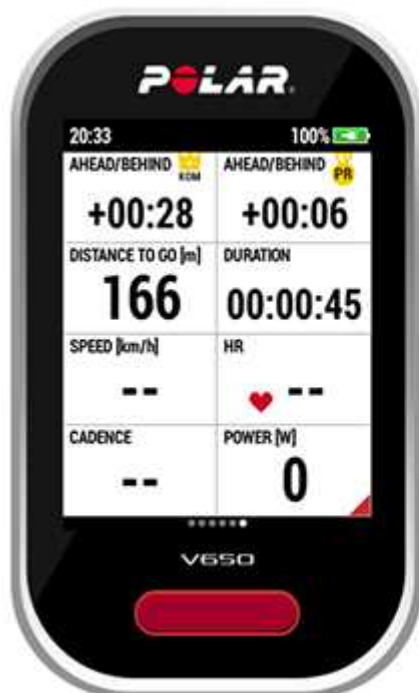 POLAR
20:33 100%
AHEAD/BEHIND KOM AHEAD/BEHIND PR
+00:28 +00:06
DISTANCE TO GO [m] DURATION
166 00:00:45
SPEED [km/h] HR
-- --
CADENCE POWER [W]
-- 0
V650